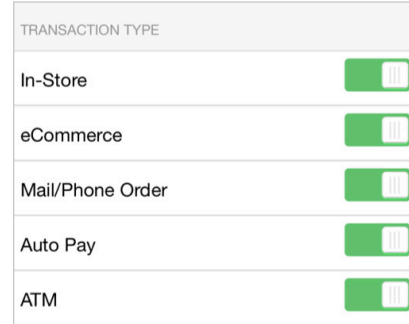 TRANSACTION TYPE
In-Store
eCommerce
Mail/Phone Order
Auto Pay
ATM